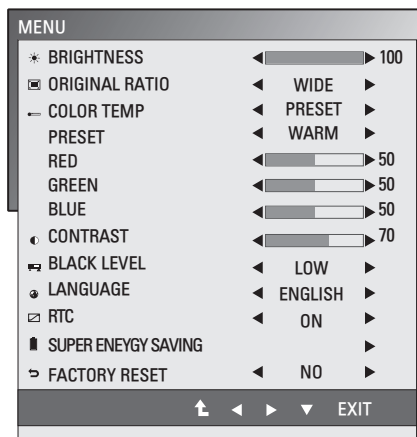 MENU
BRIGHTNESS 100
ORIGINAL RATIO WIDE
COLOR TEMP PRESET
PRESET WARM
RED 50
GREEN 50
BLUE 50
CONTRAST 70
BLACK LEVEL LOW
LANGUAGE ENGLISH
RTC ON
SUPER ENEYGY SAVING
FACTORY RESET NO
EXIT